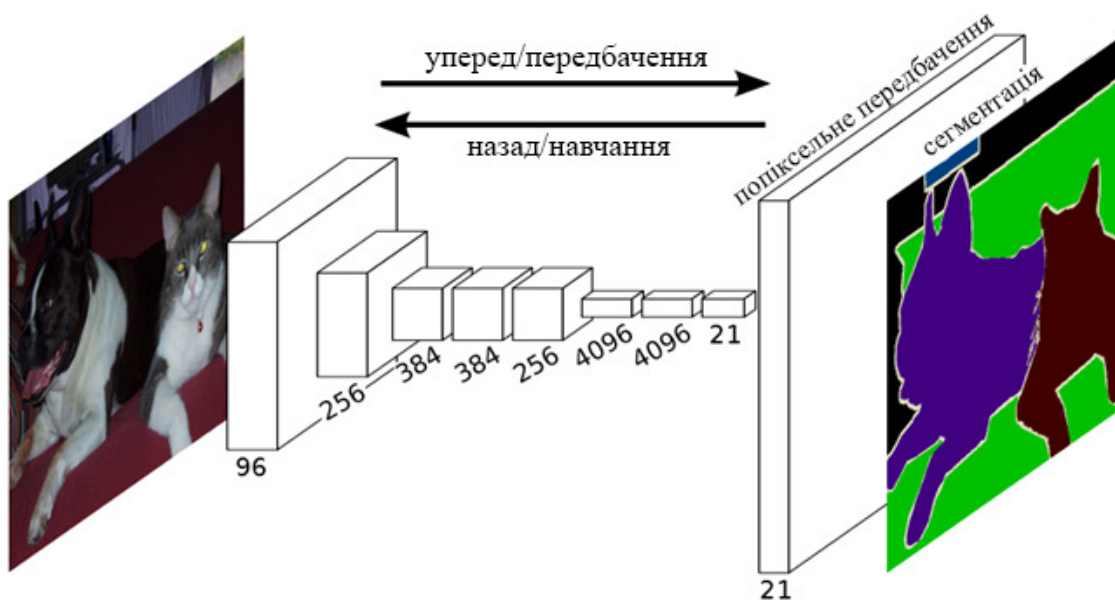 уперед/передбачення
назад/навчання
попіксельне передбачення
сегментація
96
256
384
384
256
4096
4096
21
21